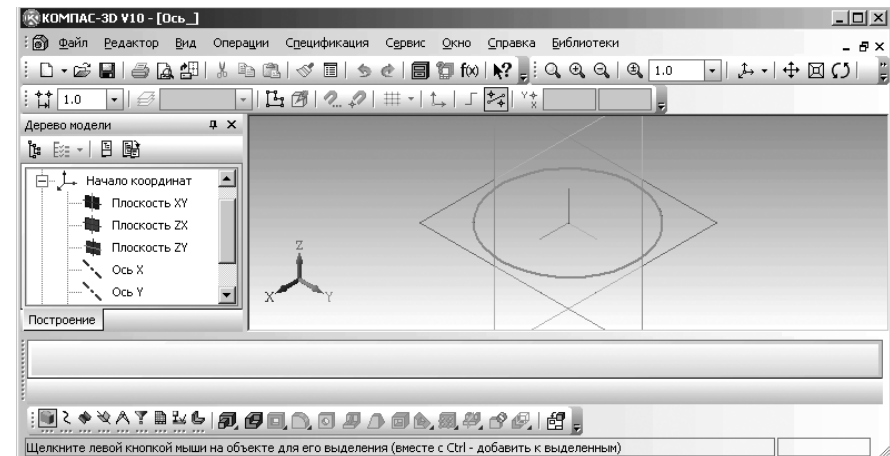 КОМПАС-3D V10 - [Ось_]
Файл Редактор Вид Операции Спецификация Сервис Окно Справка Библиотеки
f(x) 1.0
1.0
Дерево модели
Начало координат
Плоскость XY
Плоскость ZX
Плоскость ZY
Ось X
Ось Y
Построение
Z
X Y
Щелкните левой кнопкой мыши на объекте для его выделения (вместе с Ctrl - добавить к выделенным)